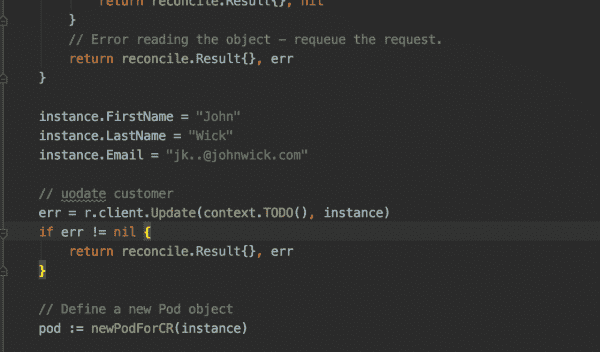 return reconcile.Result{}, nil
}
// Error reading the object – requeue the request.
return reconcile.Result{}, err
}
instance.FirstName = "John"
instance.LastName = "Wick"
instance.Email = "jk..@johnwick.com"
// uodate customer
err = r.client.Update(context.TODO(), instance)
if err != nil {
return reconcile.Result{}, err
}
// Define a new Pod object
pod := newPodForCR(instance)